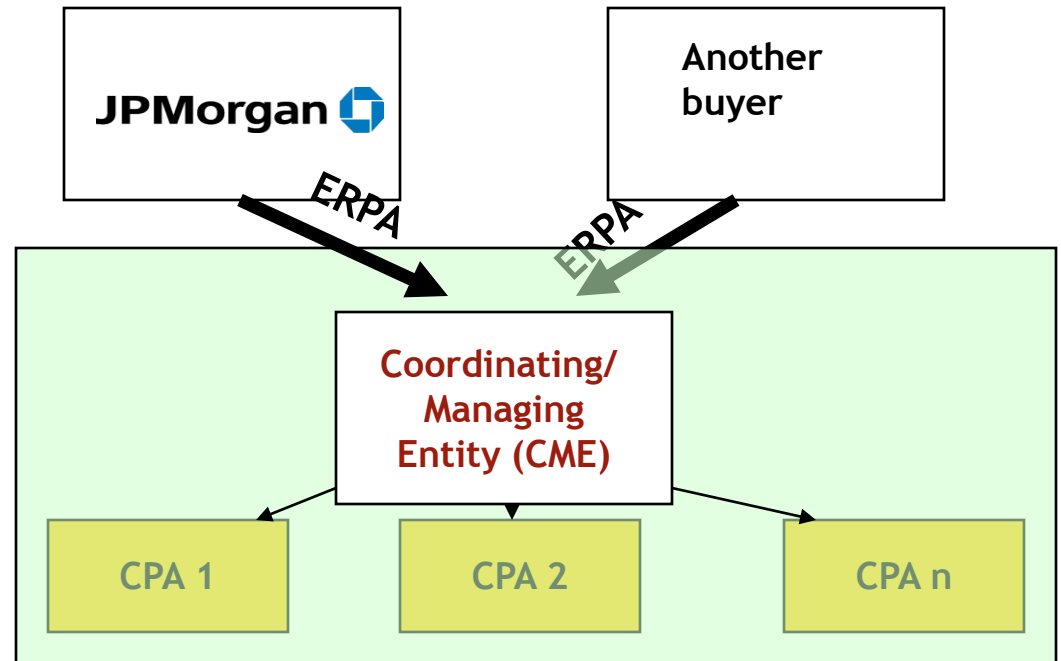 JPMorgan
Another
buyer
ERPA
ERPA
Coordinating/
Managing
Entity (CME)
CPA 1
CPA 2
CPA n